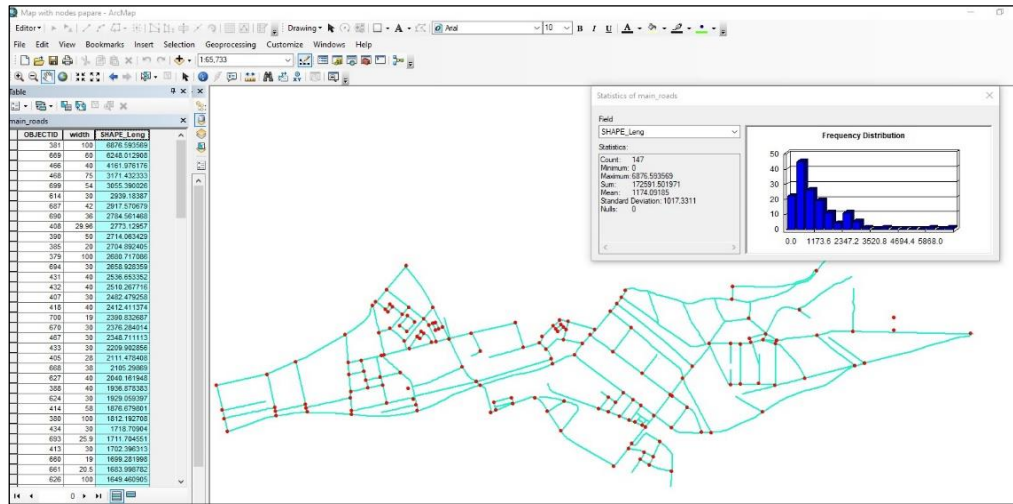 Map with nodes papare - ArcMap
Editor
Drawing
Arial
10
B I U A
File Edit View Bookmarks Insert Selection Geoprocessing Customize Windows Help
1:65,733
Table
main_roads
OBJECTID width SHAPE_Leng
381 100 6876.593569
669 60 6248.012908
466 40 4161.976176
468 75 3171.432333
699 54 3055.390026
614 30 2939.18387
687 42 2917.570679
690 36 2784.561468
408 29.96 2773.12957
390 50 2714.063429
385 20 2704.892405
379 100 2680.717086
694 30 2658.928359
431 40 2536.653352
432 40 2510.267716
407 30 2482.479258
418 40 2412.411374
700 19 2390.832687
670 30 2376.284014
467 30 2348.711113
433 30 2209.982856
405 28 2111.478408
668 30 2105.29869
627 40 2040.161948
388 40 1936.878383
624 30 1929.059397
414 58 1876.679801
380 100 1812.192708
434 30 1718.70904
693 25.9 1711.704551
413 30 1702.396313
660 19 1699.281998
661 20.5 1683.998782
626 100 1649.460905
0
Statistics of main_roads
Field
SHAPE_Leng
Statistics:
Count: 147
Minimum: 0
Maximum: 6876.593569
Sum: 172591.501971
Mean: 1174.09185
Standard Deviation: 1017.3311
Nulls: 0
Frequency Distribution
50
40
30
20
10
0
0.0 1173.6 2347.2 3520.8 4694.4 5868.0